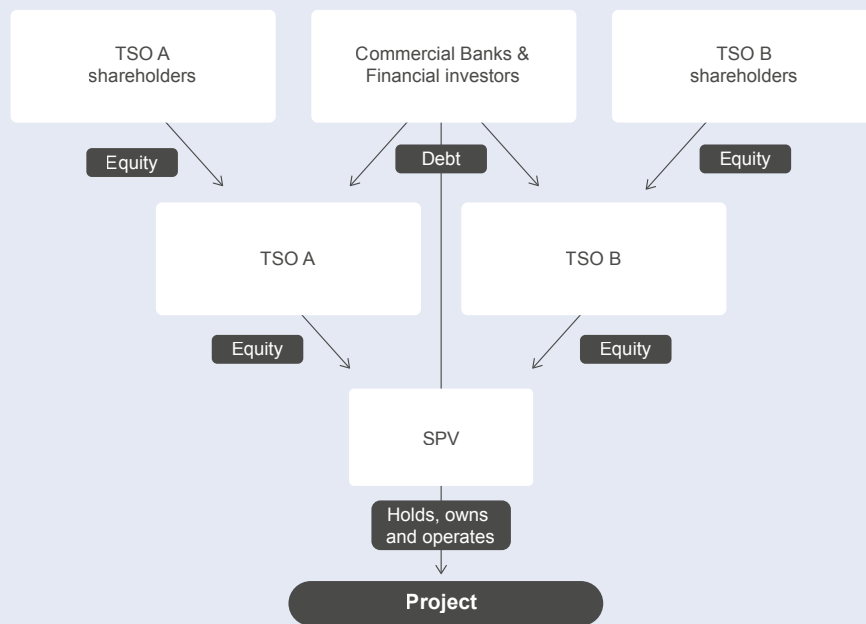 TSO A
shareholders
Commercial Banks &
Financial investors
TSO B
shareholders
Equity
Debt
Equity
TSO A
TSO B
Equity
Equity
SPV
Holds, owns
and operates
Project